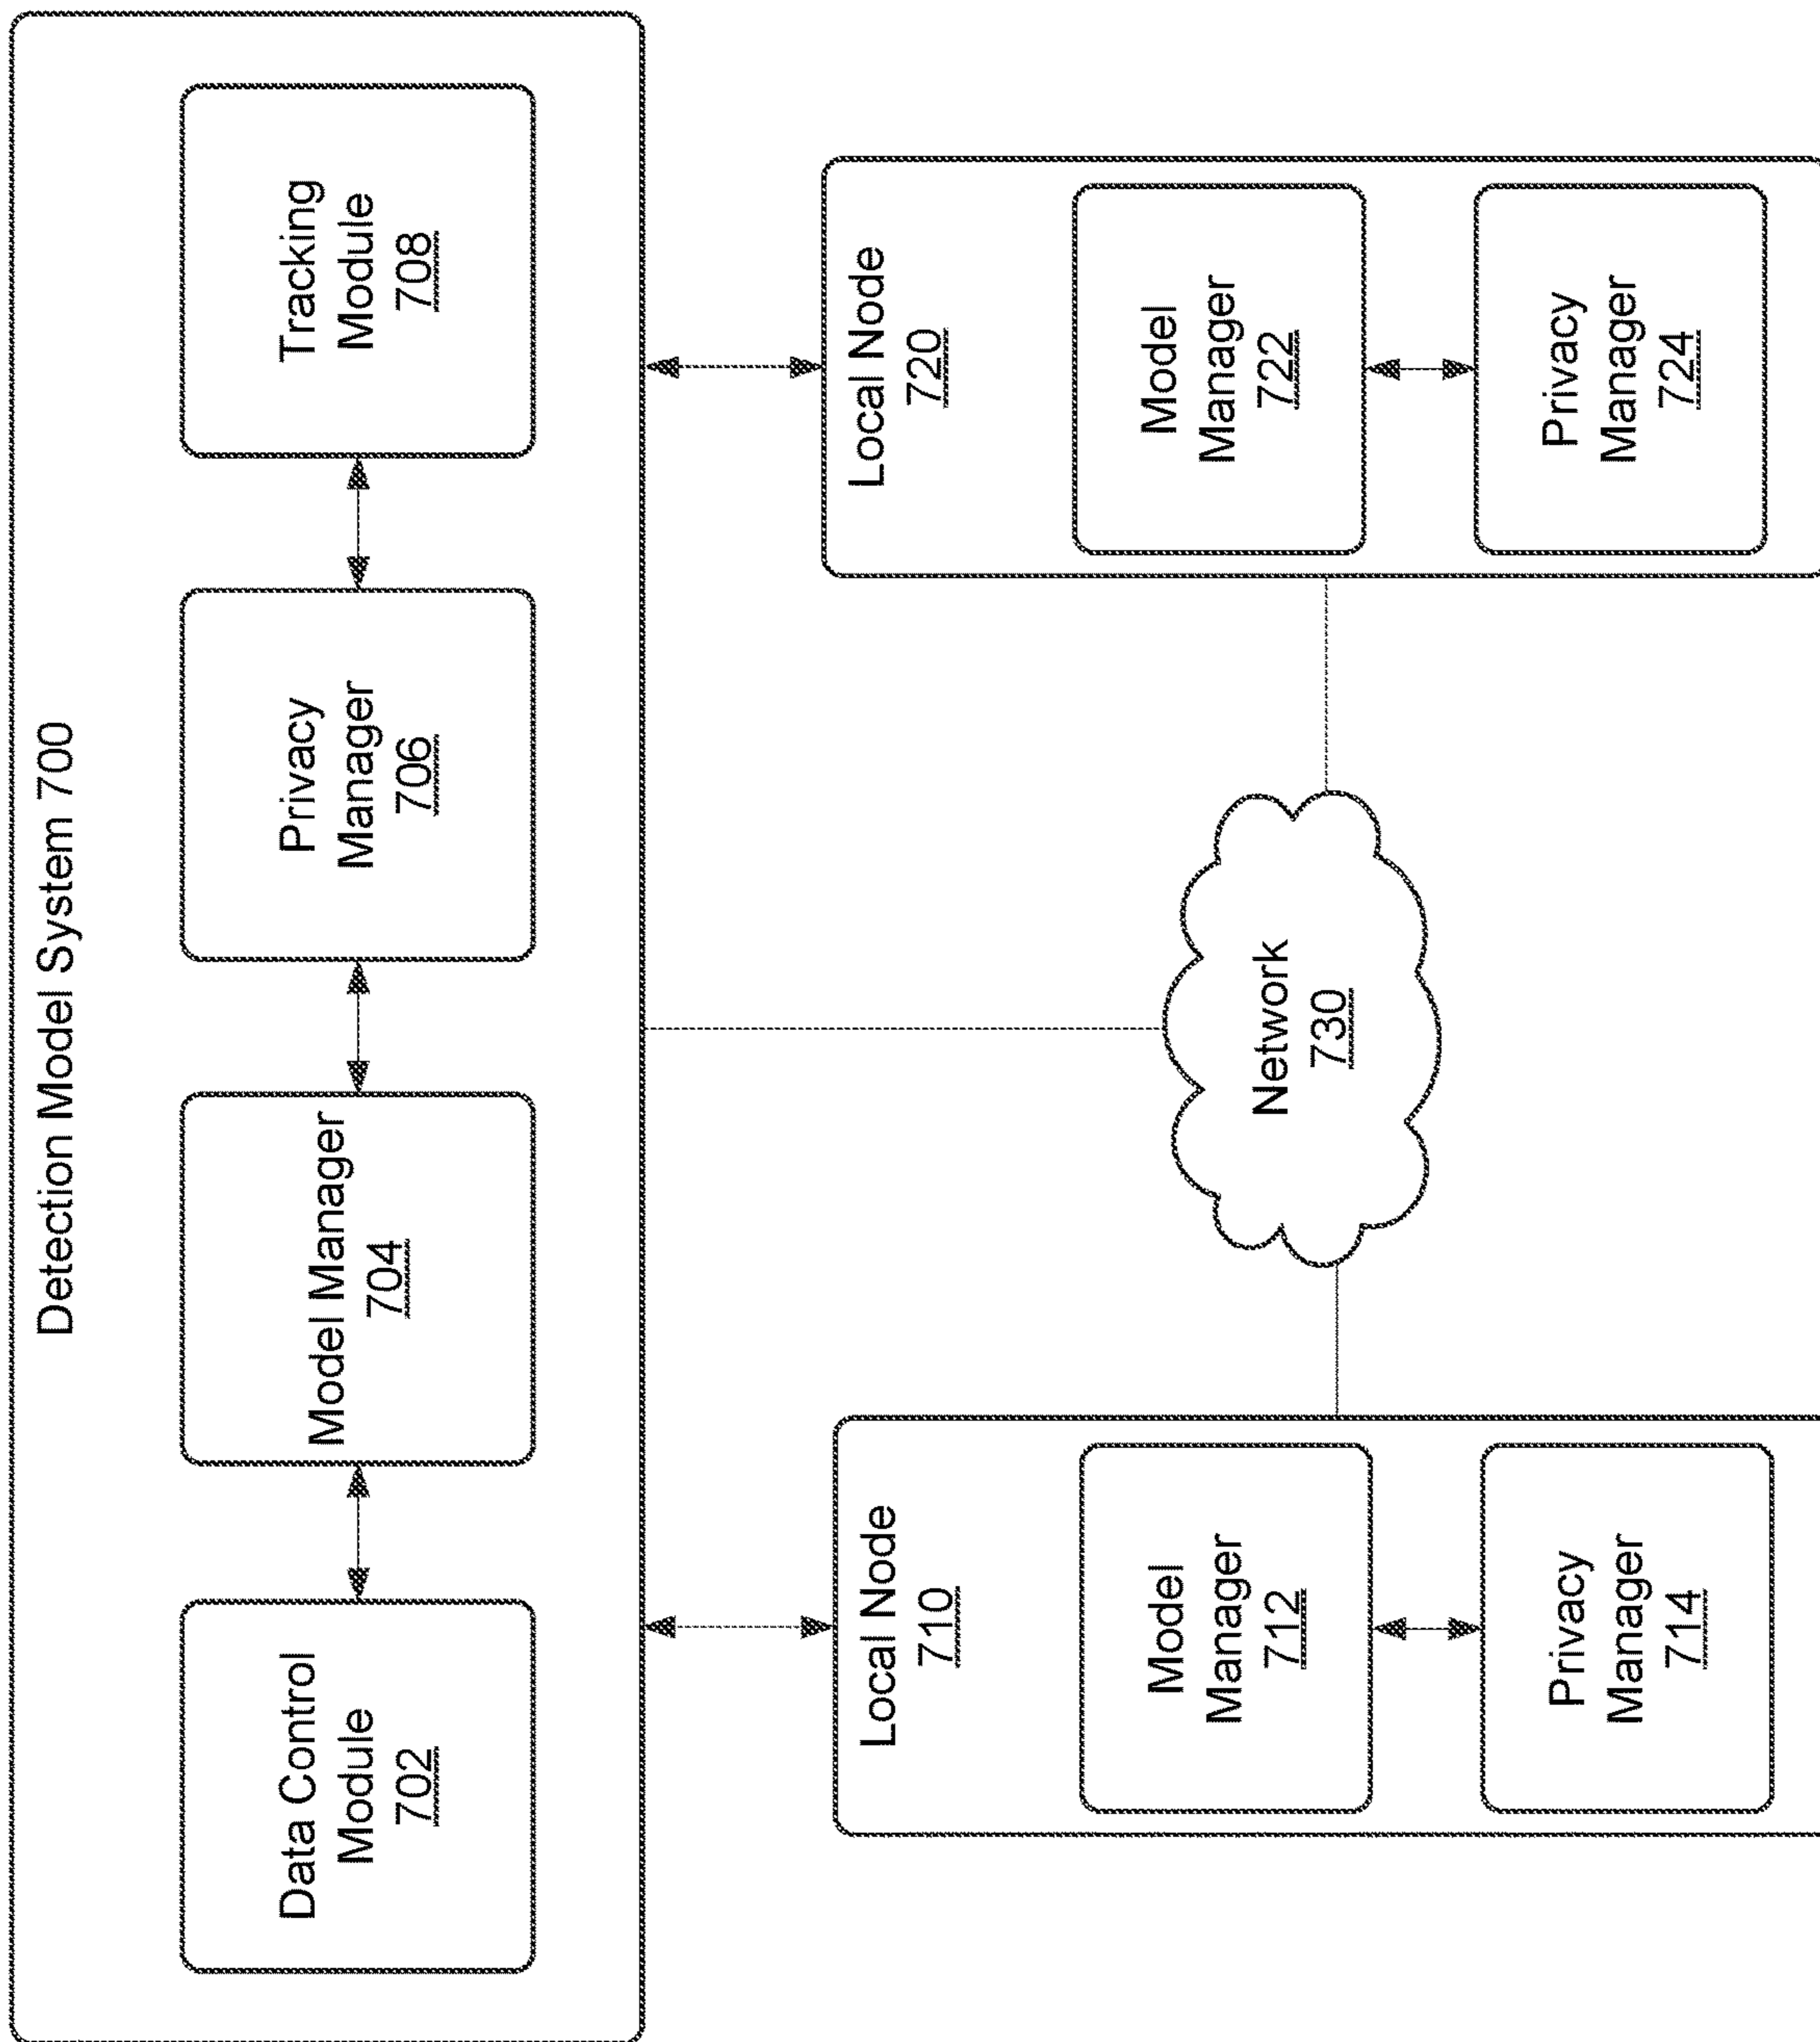 Detection Model System 700
Data Control
Module
702
Model Manager
704
Privacy
Manager
706
Tracking
Module
708
Local Node
710
Model
Manager
712
Privacy
Manager
714
Network
730
Local Node
720
Model
Manager
722
Privacy
Manager
724